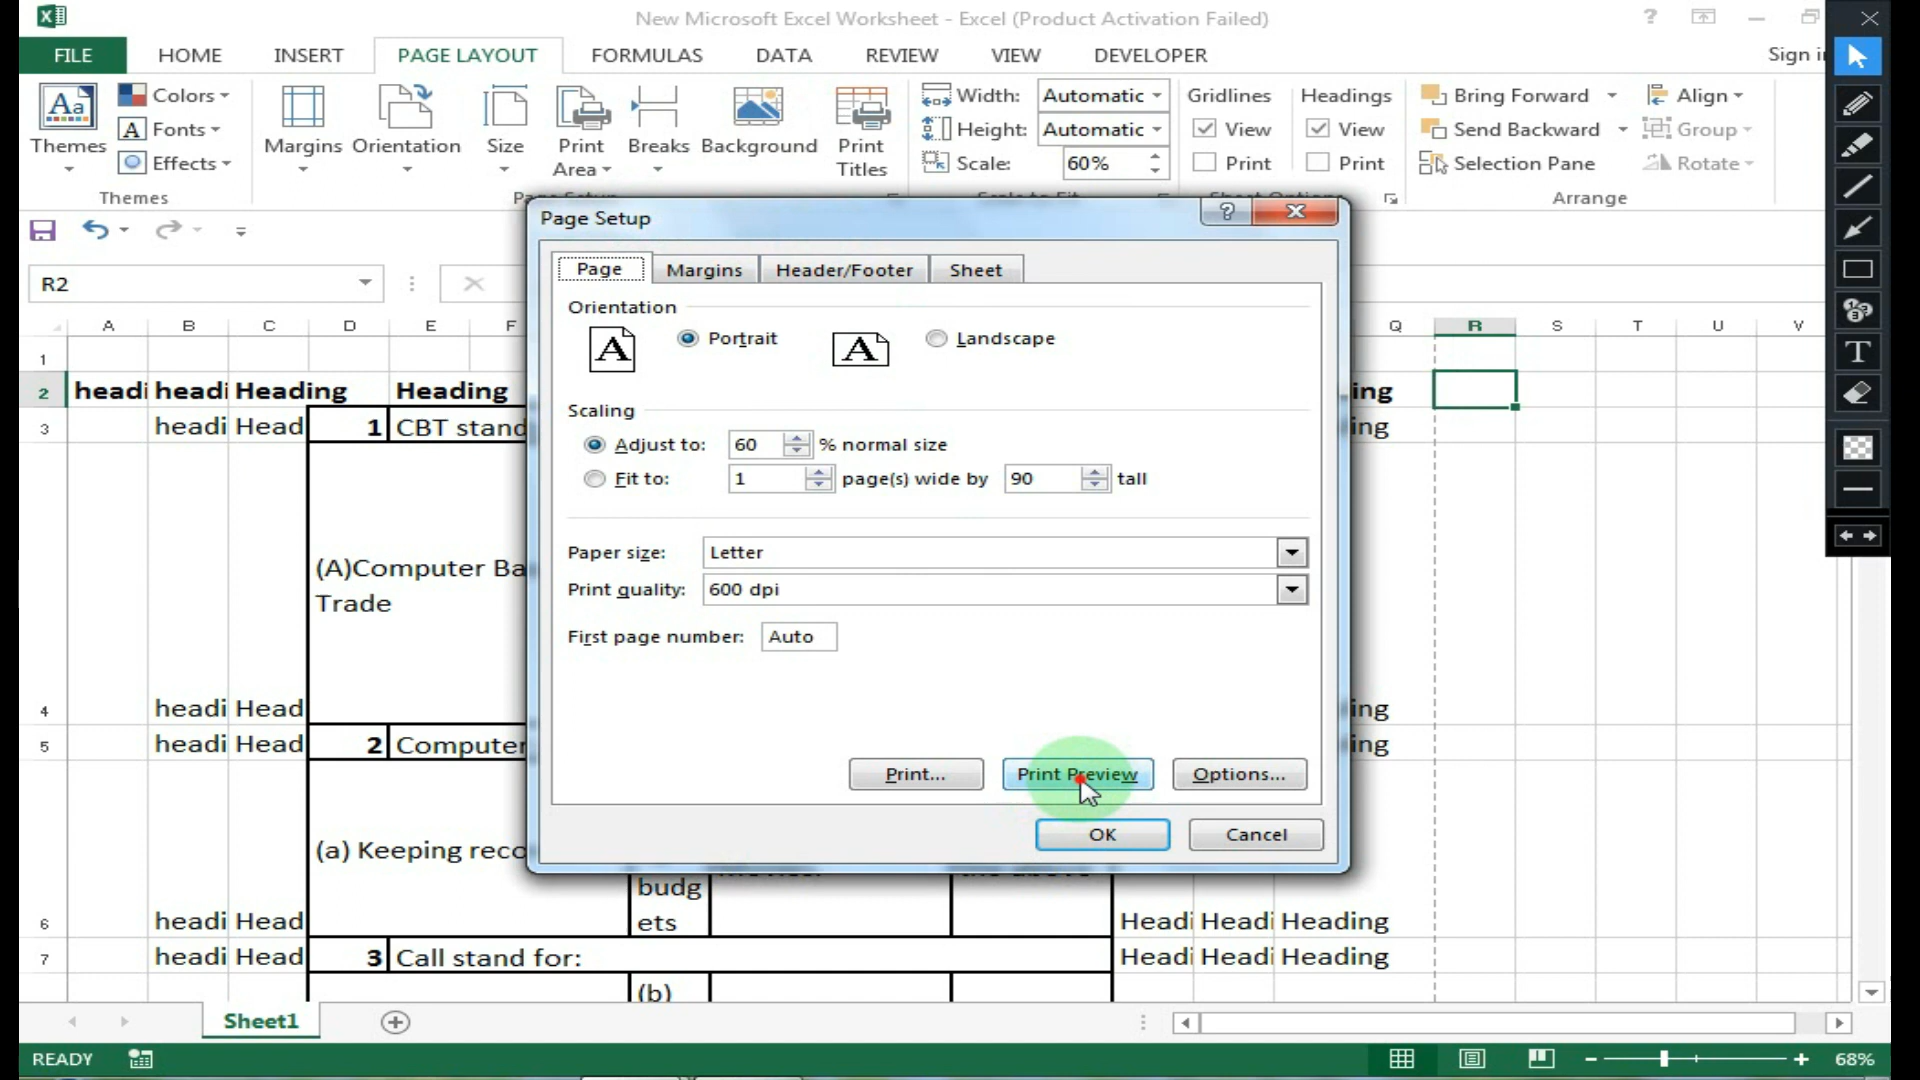 New Microsoft Excel Worksheet - Excel (Product Activation Failed)
FILE HOME INSERT PAGE LAYOUT FORMULAS DATA REVIEW VIEW DEVELOPER Sign i
Themes
Colors
Fonts
Effects
Margins Orientation Size Print Area Breaks Background Print Titles
Width: Automatic
Height: Automatic
Scale: 60%
Gridlines
View
Print
Headings
View
Print
Bring Forward
Send Backward
Selection Pane
Align
Group
Rotate
Themes
Arrange
R2
A B C D E F Q R S T U V
1
2 headi headi Heading Heading ing
3 headi Head 1 CBT stand ing
(A)Computer Ba
Trade
4 headi Head ing
5 headi Head 2 Computer ing
(a) Keeping reco
budg
ets
6 headi Head Headi Headi Heading
7 headi Head 3 Call stand for: Headi Headi Heading
(b)
Page Setup
Page Margins Header/Footer Sheet
Orientation
A Portrait A Landscape
Scaling
Adjust to: 60 % normal size
Fit to: 1 page(s) wide by 90 tall
Paper size: Letter
Print quality: 600 dpi
First page number: Auto
Print... Print Preview Options...
OK Cancel
Sheet1
READY 68%
T